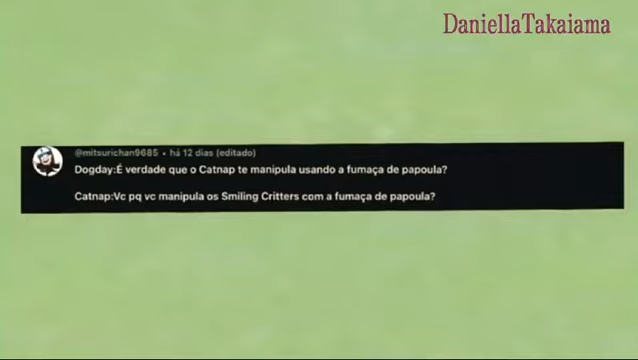 DaniellaTakaiama
@mitsurichan9685 • há 12 dias (editado)
Dogday:É verdade que o Catnap te manipula usando a fumaça de papoula?
Catnap:Vc pq vc manipula os Smiling Critters com a fumaça de papoula?